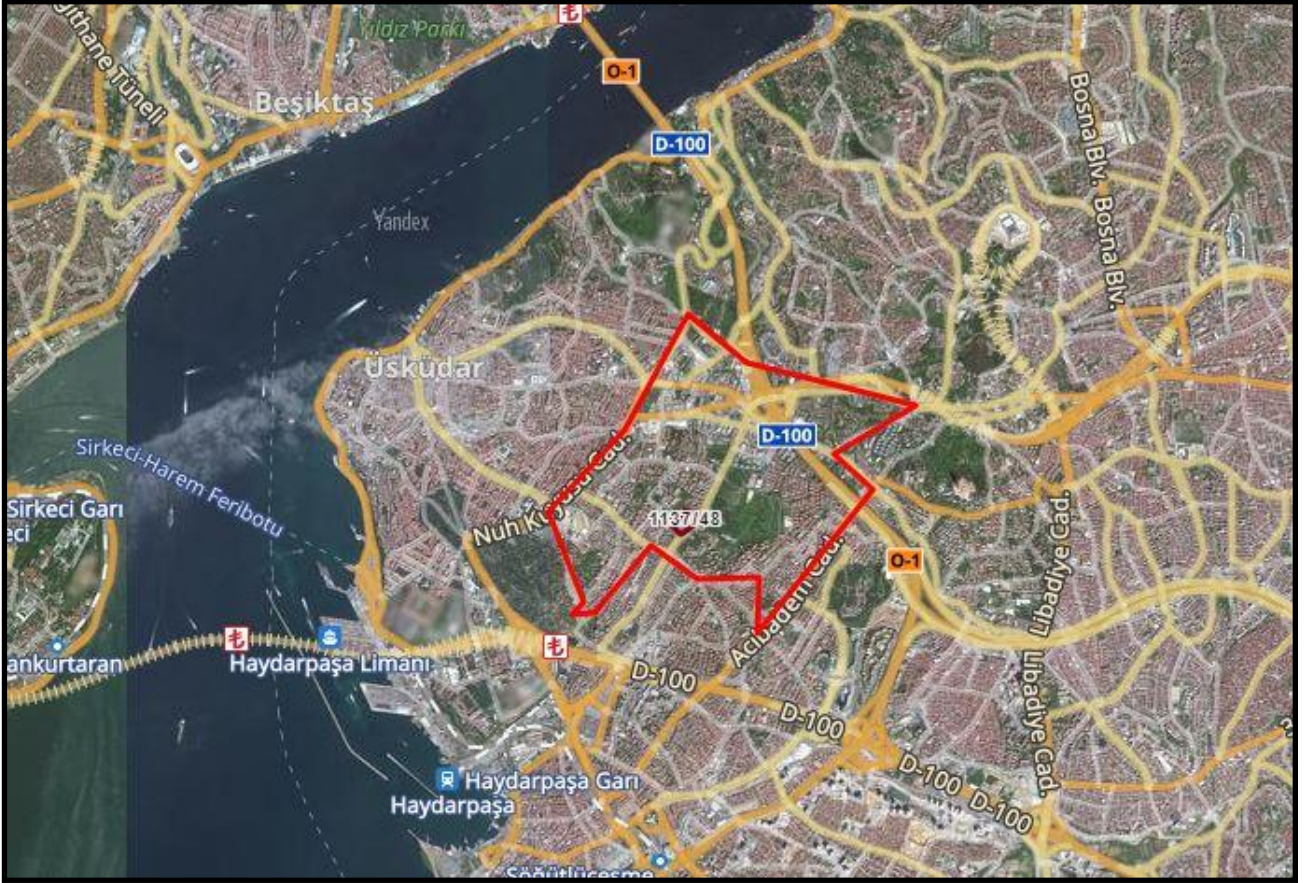 Yıldız Parkı
O-1
Beşiktaş
Tüneli
D-100
Bosna Blv.
Bosna Blv.
Yandex
Üsküdar
D-100
Nuh Kuyusu Cad.
Sirkeci-Harem Feribotu
Sirkeci Garı
eci
1137/48
Acıbadem Cad.
O-1
Libadiye Cad.
Libadiye Cad.
ankurtaran
Haydarpaşa Limanı
D-100
D-100
D-100
D-100
Haydarpaşa Garı
Haydarpaşa
Söğütlüçeşme